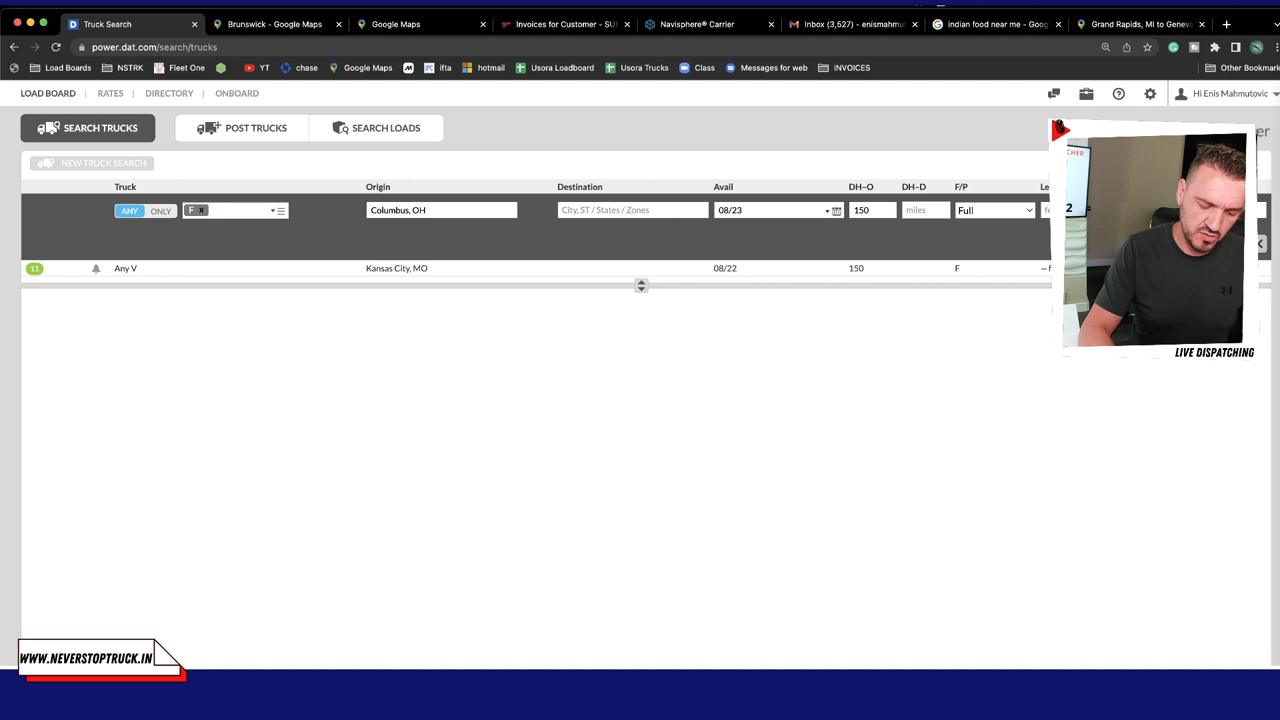 Truck Search
Brunswick - Google Maps
Google Maps
Invoices for Customer - SU
Navisphere® Carrier
Inbox (3,527) - enismahmut
indian food near me - Goog
Grand Rapids, MI to Genev
power.dat.com/search/trucks
Load Boards
NSTRK
Fleet One
YT
chase
Google Maps
ifta
hotmail
Usora Loadboard
Usora Trucks
Class
Messages for web
INVOICES
Other Bookmark
LOAD BOARD
RATES
DIRECTORY
ONBOARD
Hi Enis Mahmutovic
SEARCH TRUCKS
POST TRUCKS
SEARCH LOADS
NEW TRUCK SEARCH
Truck
Origin
Destination
Avail
DH–O
DH–D
F/P
Le
ANY
ONLY
F x
Columbus, OH
City, ST / States / Zones
08/23
150
miles
Full
11
Any V
Kansas City, MO
08/22
150
F
– f
LIVE DISPATCHING
WWW.NEVERSTOPTRUCK.IN